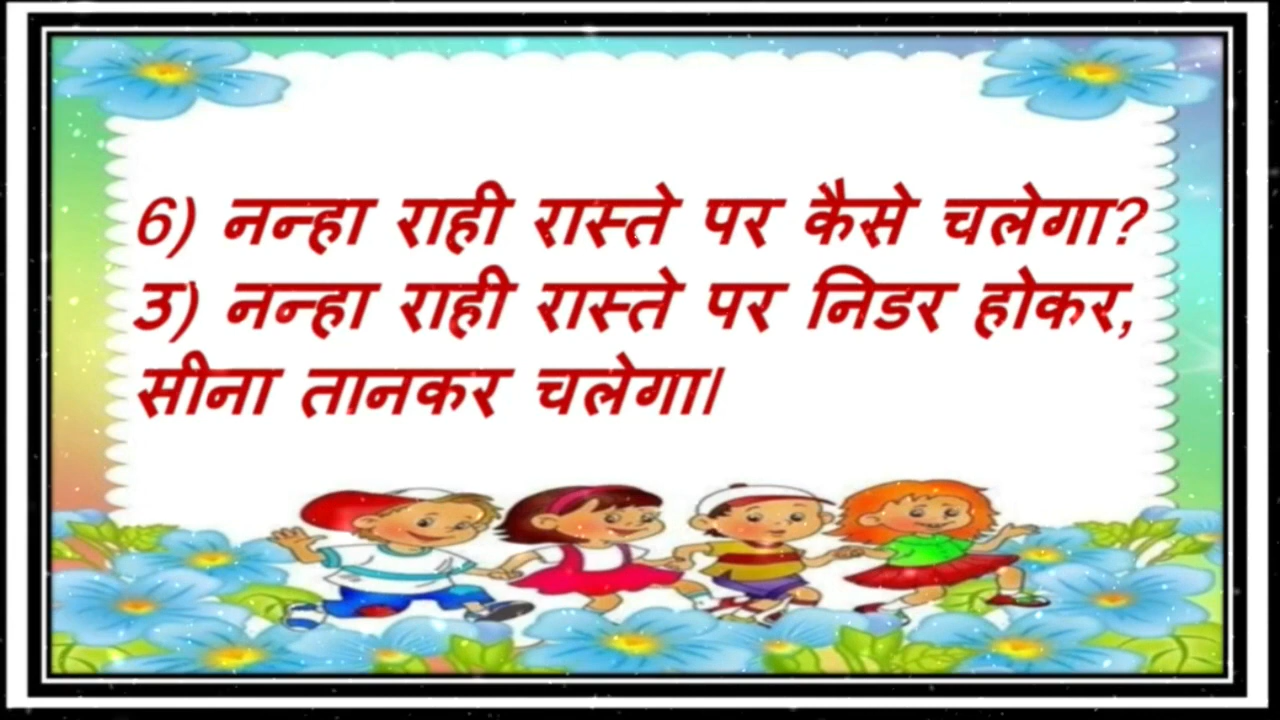 6) नन्हा राही रास्ते पर कैसे चलेगा?
उ) नन्हा राही रास्ते पर निडर होकर,
सीना तानकर चलेगा।